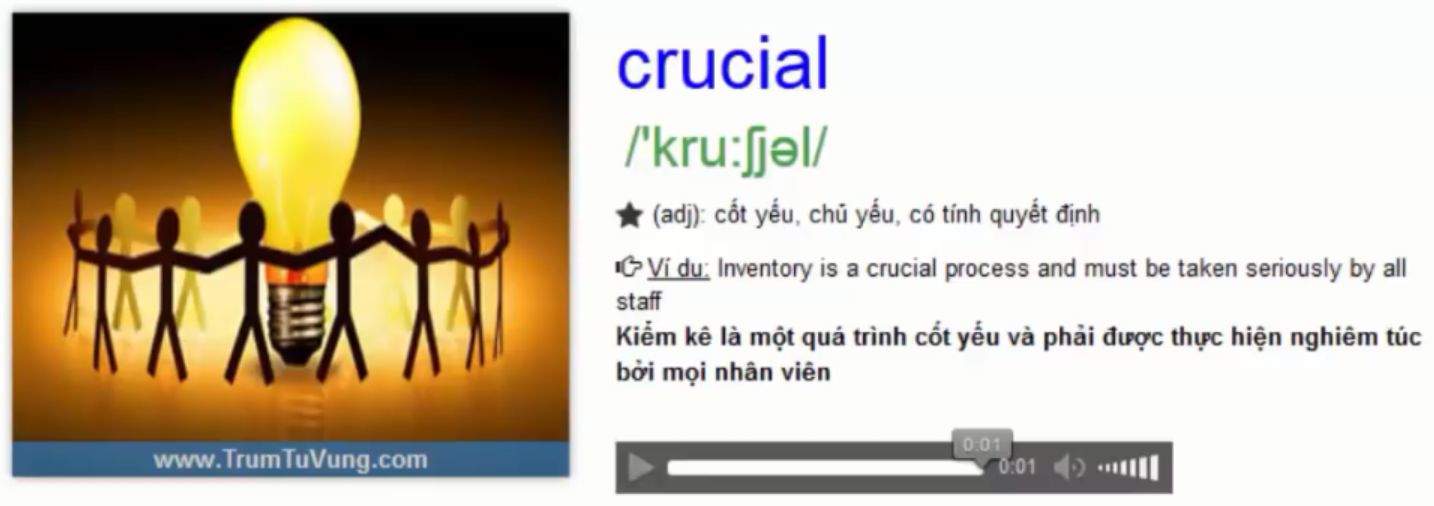 crucial
/'kru:ʃjəl/
(adj): cốt yếu, chủ yếu, có tính quyết định
Ví du: Inventory is a crucial process and must be taken seriously by all
staff
Kiểm kê là một quá trình cốt yếu và phải được thực hiện nghiêm túc
bởi mọi nhân viên
0:01
0:01
www.TrumTuVung.com